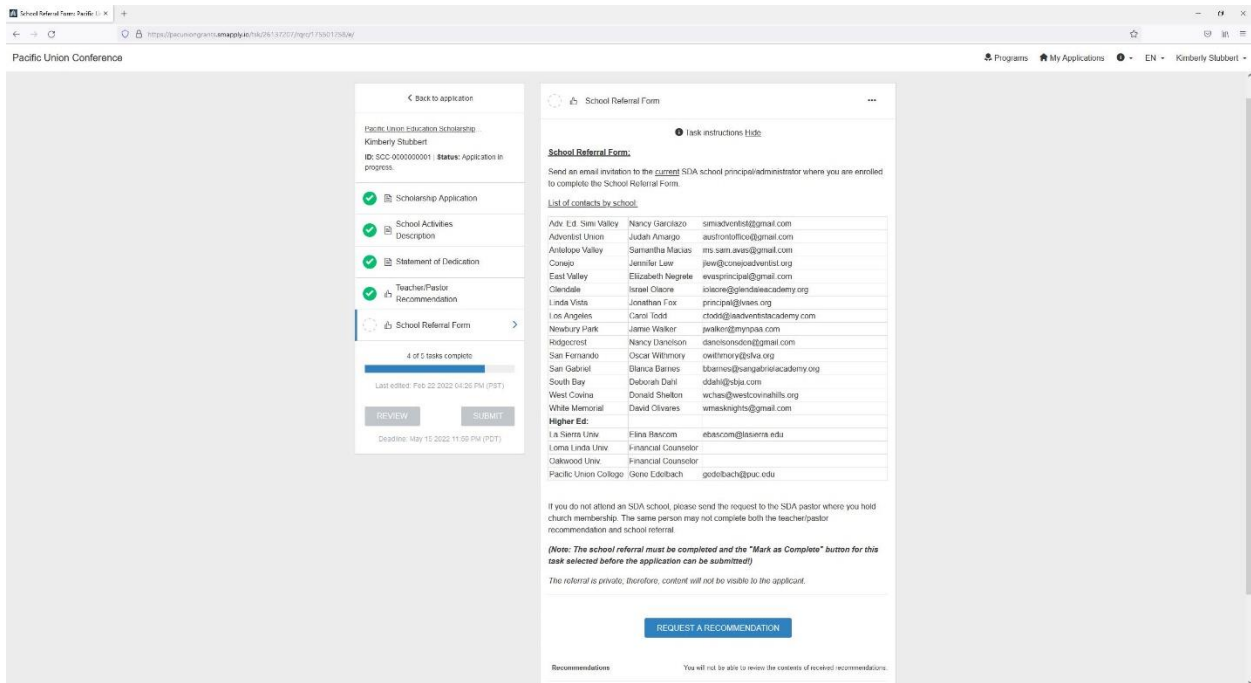 School Referral Form: Pacific U
https://pacuniongrants.smapply.io/
Pacific Union Conference
Programs My Applications EN Kimberly Stubbert
Back to application
Pacific Union Education Scholarship ...
Kimberly Stubbert
ID: SCC-0000000001 | Status: Application in
progress.
Scholarship Application
School Activities
Description
Statement of Dedication
Teacher/Pastor
Recommendation
School Referral Form
4 of 5 tasks complete
Last edited: Feb 22 2022 04:26 PM (PST)
REVIEW SUBMIT
Deadline: May 15 2022 11:59 PM (PDT)
School Referral Form
Task instructions Hide
School Referral Form:
Send an email invitation to the current SDA school principal/administrator where you are enrolled
to complete the School Referral Form.
List of contacts by school:
Adv. Ed. Simi Valley Nancy Garcilazo simiadventist@gmail.com
Adventist Union Judah Amargo ausfrontoffice@gmail.com
Antelope Valley Samantha Macias ms.sam.avas@gmail.com
Conejo Jennifer Lew jlew@conejoadventist.org
East Valley Elizabeth Negrete evasprincipal@gmail.com
Glendale Israel Olaore iolaore@glendaleacademy.org
Linda Vista Jonathan Fox principal@lvaes.org
Los Angeles Carol Todd ctodd@laadventistacademy.com
Newbury Park Jamie Walker jwalker@mynpaa.com
Ridgecrest Nancy Danelson danelsonsden@gmail.com
San Fernando Oscar Withmory owithmory@sfva.org
San Gabriel Blanca Barnes bbarnes@sangabrielacademy.org
South Bay Deborah Dahl ddahl@sbja.com
West Covina Donald Shelton wchas@westcovinahills.org
White Memorial David Olivares wmasknights@gmail.com
Higher Ed:
La Sierra Univ. Elina Bascom ebascom@lasierra.edu
Loma Linda Univ. Financial Counselor
Oakwood Univ. Financial Counselor
Pacific Union College Gene Edelbach gedelbach@puc.edu
If you do not attend an SDA school, please send the request to the SDA pastor where you hold
church membership. The same person may not complete both the teacher/pastor
recommendation and school referral.
(Note: The school referral must be completed and the "Mark as Complete" button for this
task selected before the application can be submitted!)
The referral is private; therefore, content will not be visible to the applicant.
REQUEST A RECOMMENDATION
Recommendations You will not be able to review the contents of received recommendations.